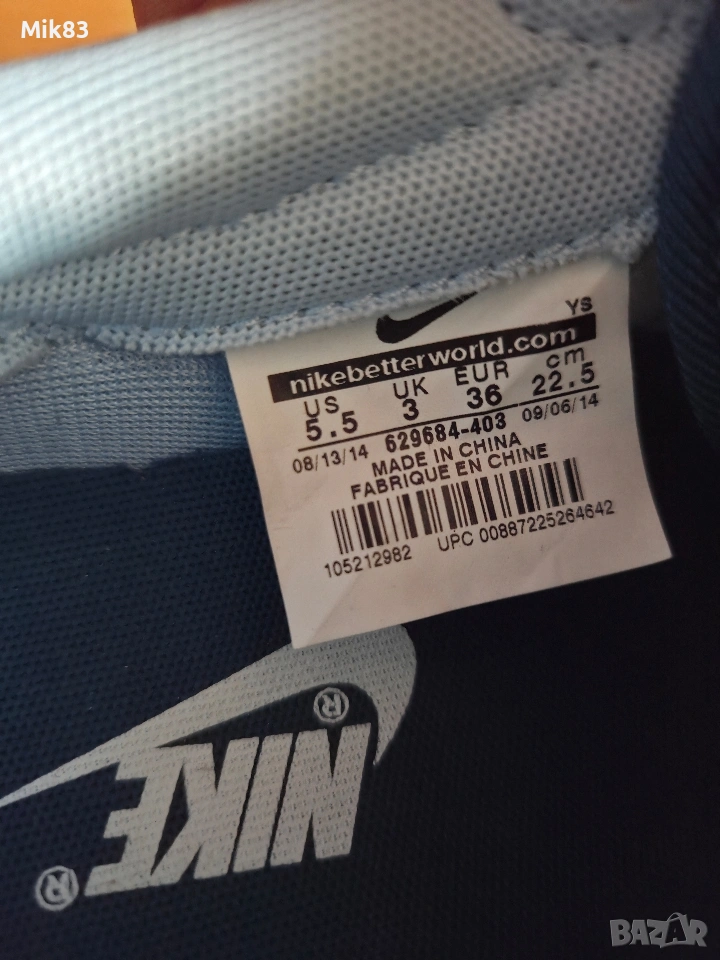 Mik83
YS
nikebetterworld.com
US UK EUR cm
5.5 3 36 22.5
08/13/14 629684-403 09/06/14
MADE IN CHINA
FABRIQUE EN CHINE
105212982 UPC 00887225264642
NIKE
BAZAR